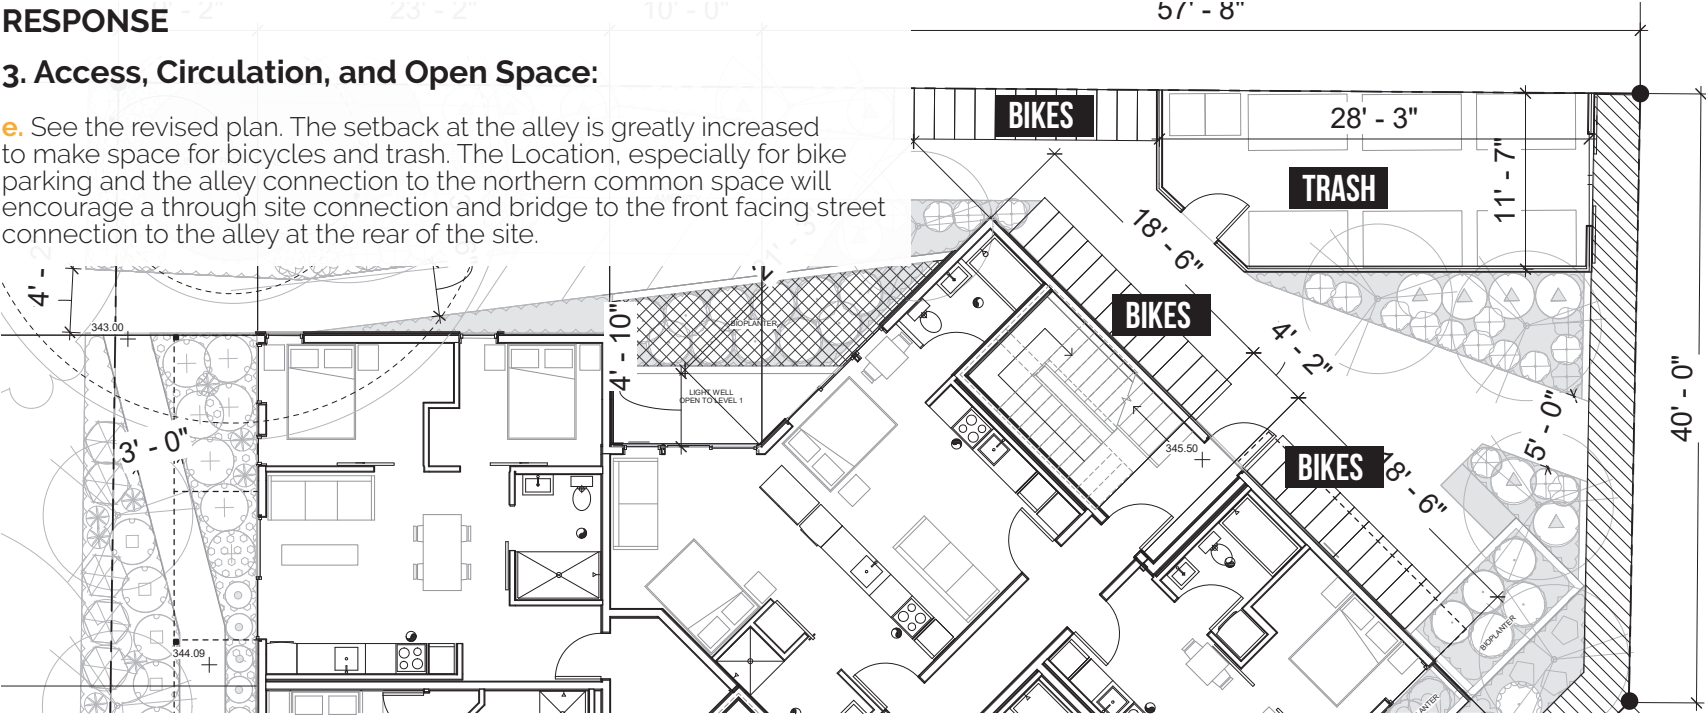 RESPONSE
3. Access, Circulation, and Open Space:
e. See the revised plan. The setback at the alley is greatly increased
to make space for bicycles and trash. The Location, especially for bike
parking and the alley connection to the northern common space will
encourage a through site connection and bridge to the front facing street
connection to the alley at the rear of the site.
23' - 2"
10' - 0"
57' - 8"
BIKES
28' - 3"
TRASH
11' - 7"
18' - 6"
BIKES
4' - 2"
343.00
4' - 10"
BIOPLANTER
LIGHT WELL
OPEN TO LEVEL 1
3' - 0"
345.50
BIKES
18' - 6"
5' - 0"
40' - 0"
344.09
BIOPLANTER